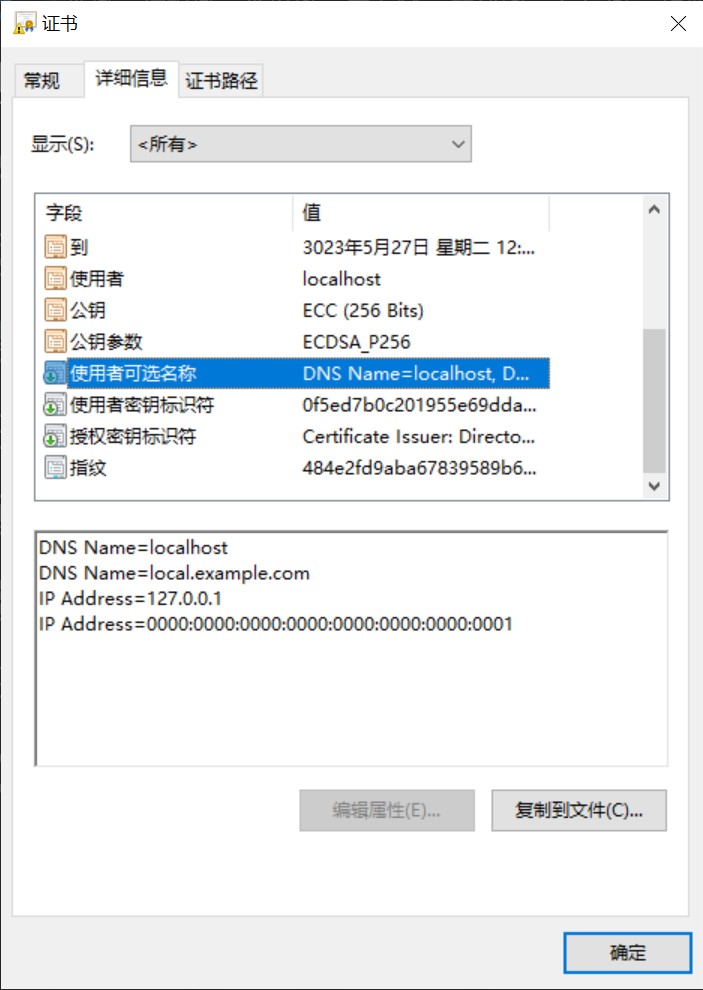 证书
常规 详细信息 证书路径
显示(S): <所有>
字段 值
到 3023年5月27日 星期二 12:...
使用者 localhost
公钥 ECC (256 Bits)
公钥参数 ECDSA_P256
使用者可选名称 DNS Name=localhost, D...
使用者密钥标识符 0f5ed7b0c201955e69dda...
授权密钥标识符 Certificate Issuer: Directo...
指纹 484e2fd9aba67839589b6...
DNS Name=localhost
DNS Name=local.example.com
IP Address=127.0.0.1
IP Address=0000:0000:0000:0000:0000:0000:0000:0001
编辑属性(E)... 复制到文件(C)...
确定